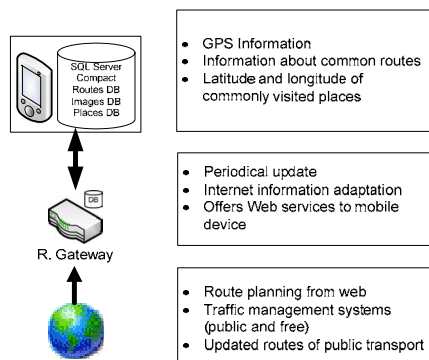 SQL Server
Compact
Routes DB
Images DB
Places DB
• GPS Information
• Information about common routes
• Latitude and longitude of
commonly visited places
DB
R. Gateway
• Periodical update
• Internet information adaptation
• Offers Web services to mobile
device
• Route planning from web
• Traffic management systems
(public and free)
• Updated routes of public transport